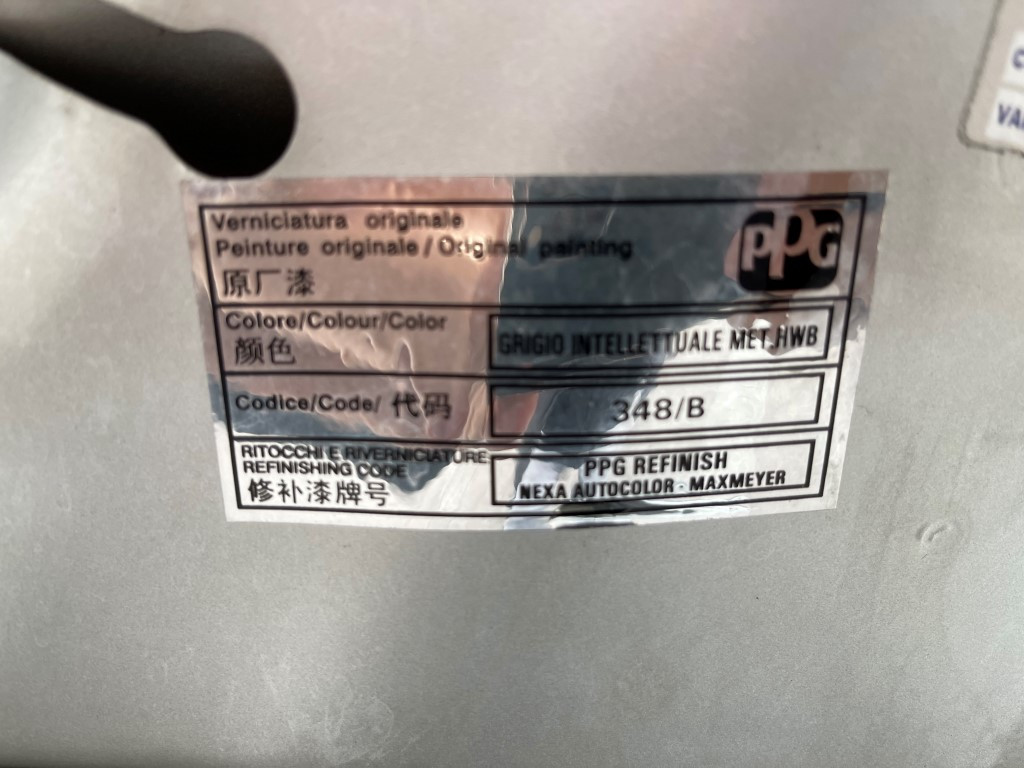 Verniciatura originale
Peinture originale / Original painting
原厂漆
PPG
Colore/Colour/Color
颜色
GRIGIO INTELLETTUALE MET.HWB
Codice/Code/ 代码
348/B
RITOCCHI E RIVERNICIATURE
REFINISHING CODE
修补漆牌号
PPG REFINISH
NEXA AUTOCOLOR - MAXMEYER